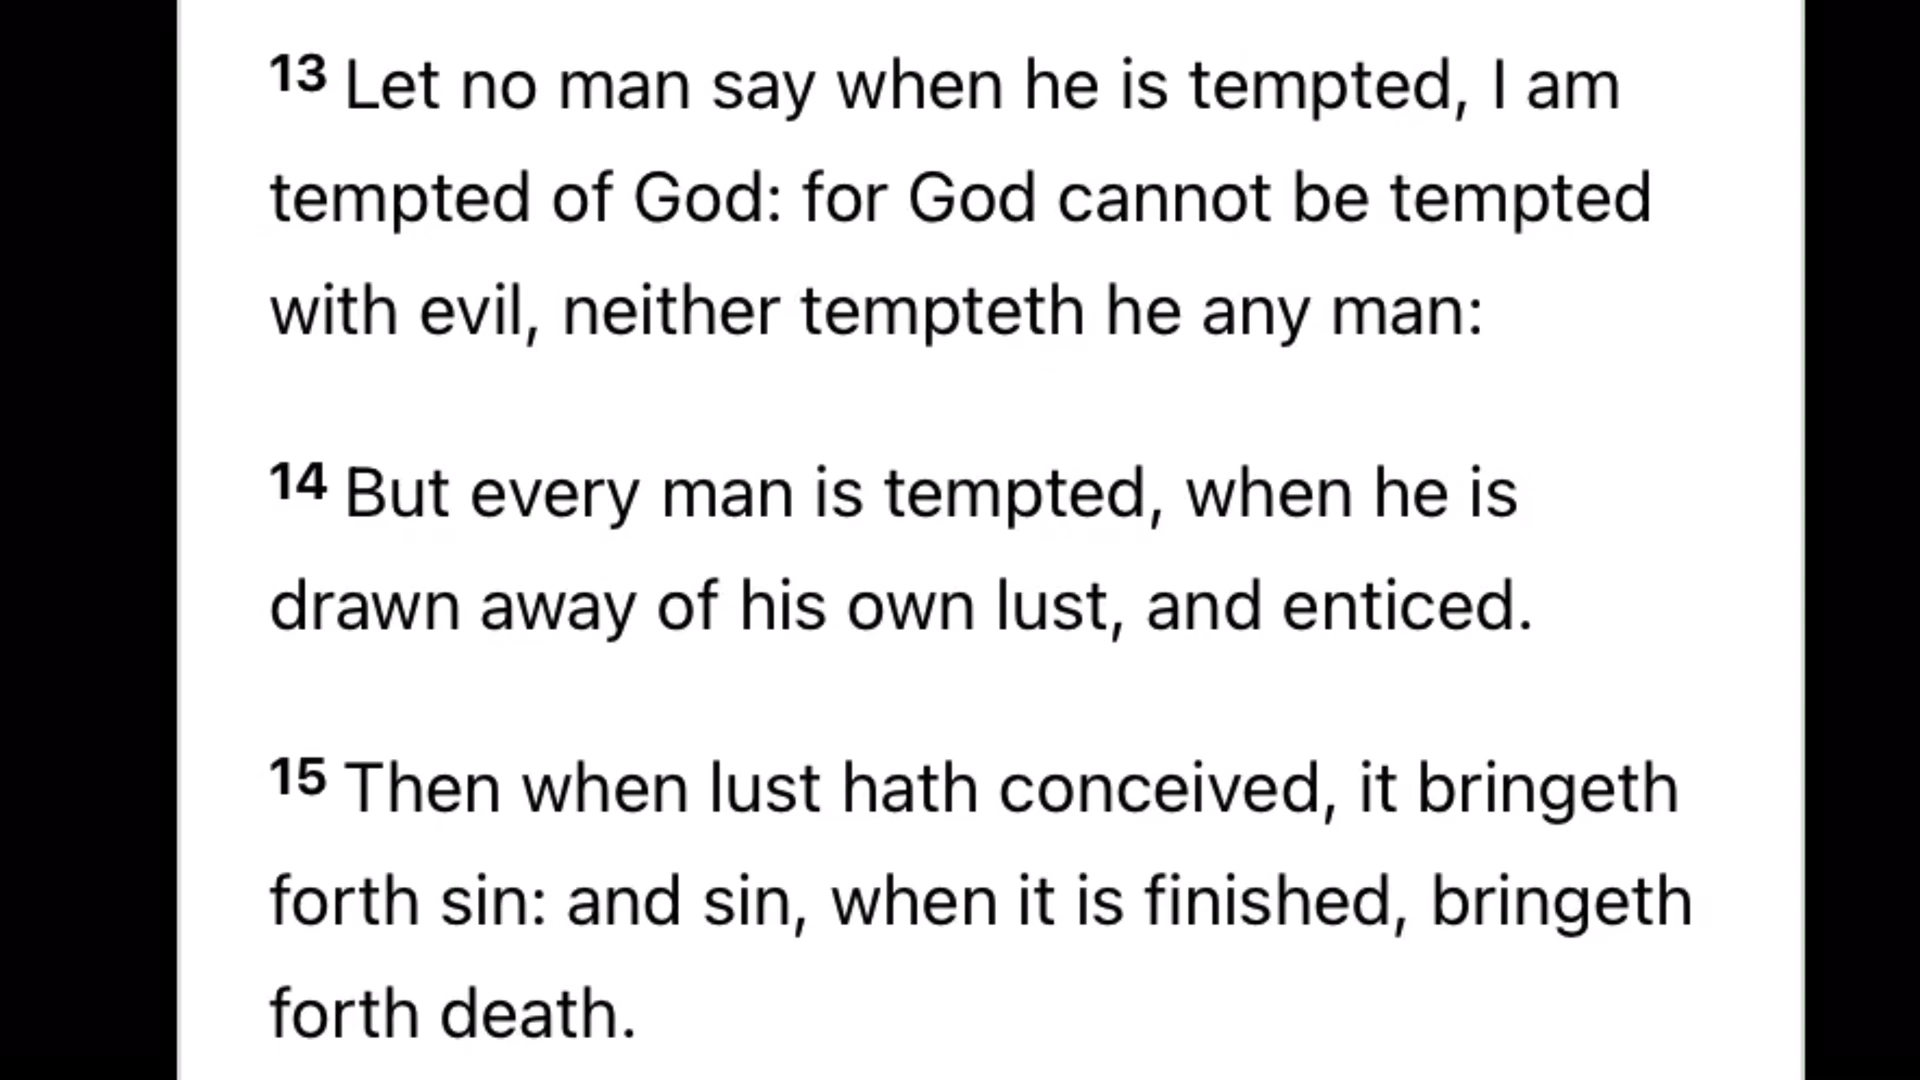 13 Let no man say when he is tempted, I am
tempted of God: for God cannot be tempted
with evil, neither tempteth he any man:
14 But every man is tempted, when he is
drawn away of his own lust, and enticed.
15 Then when lust hath conceived, it bringeth
forth sin: and sin, when it is finished, bringeth
forth death.